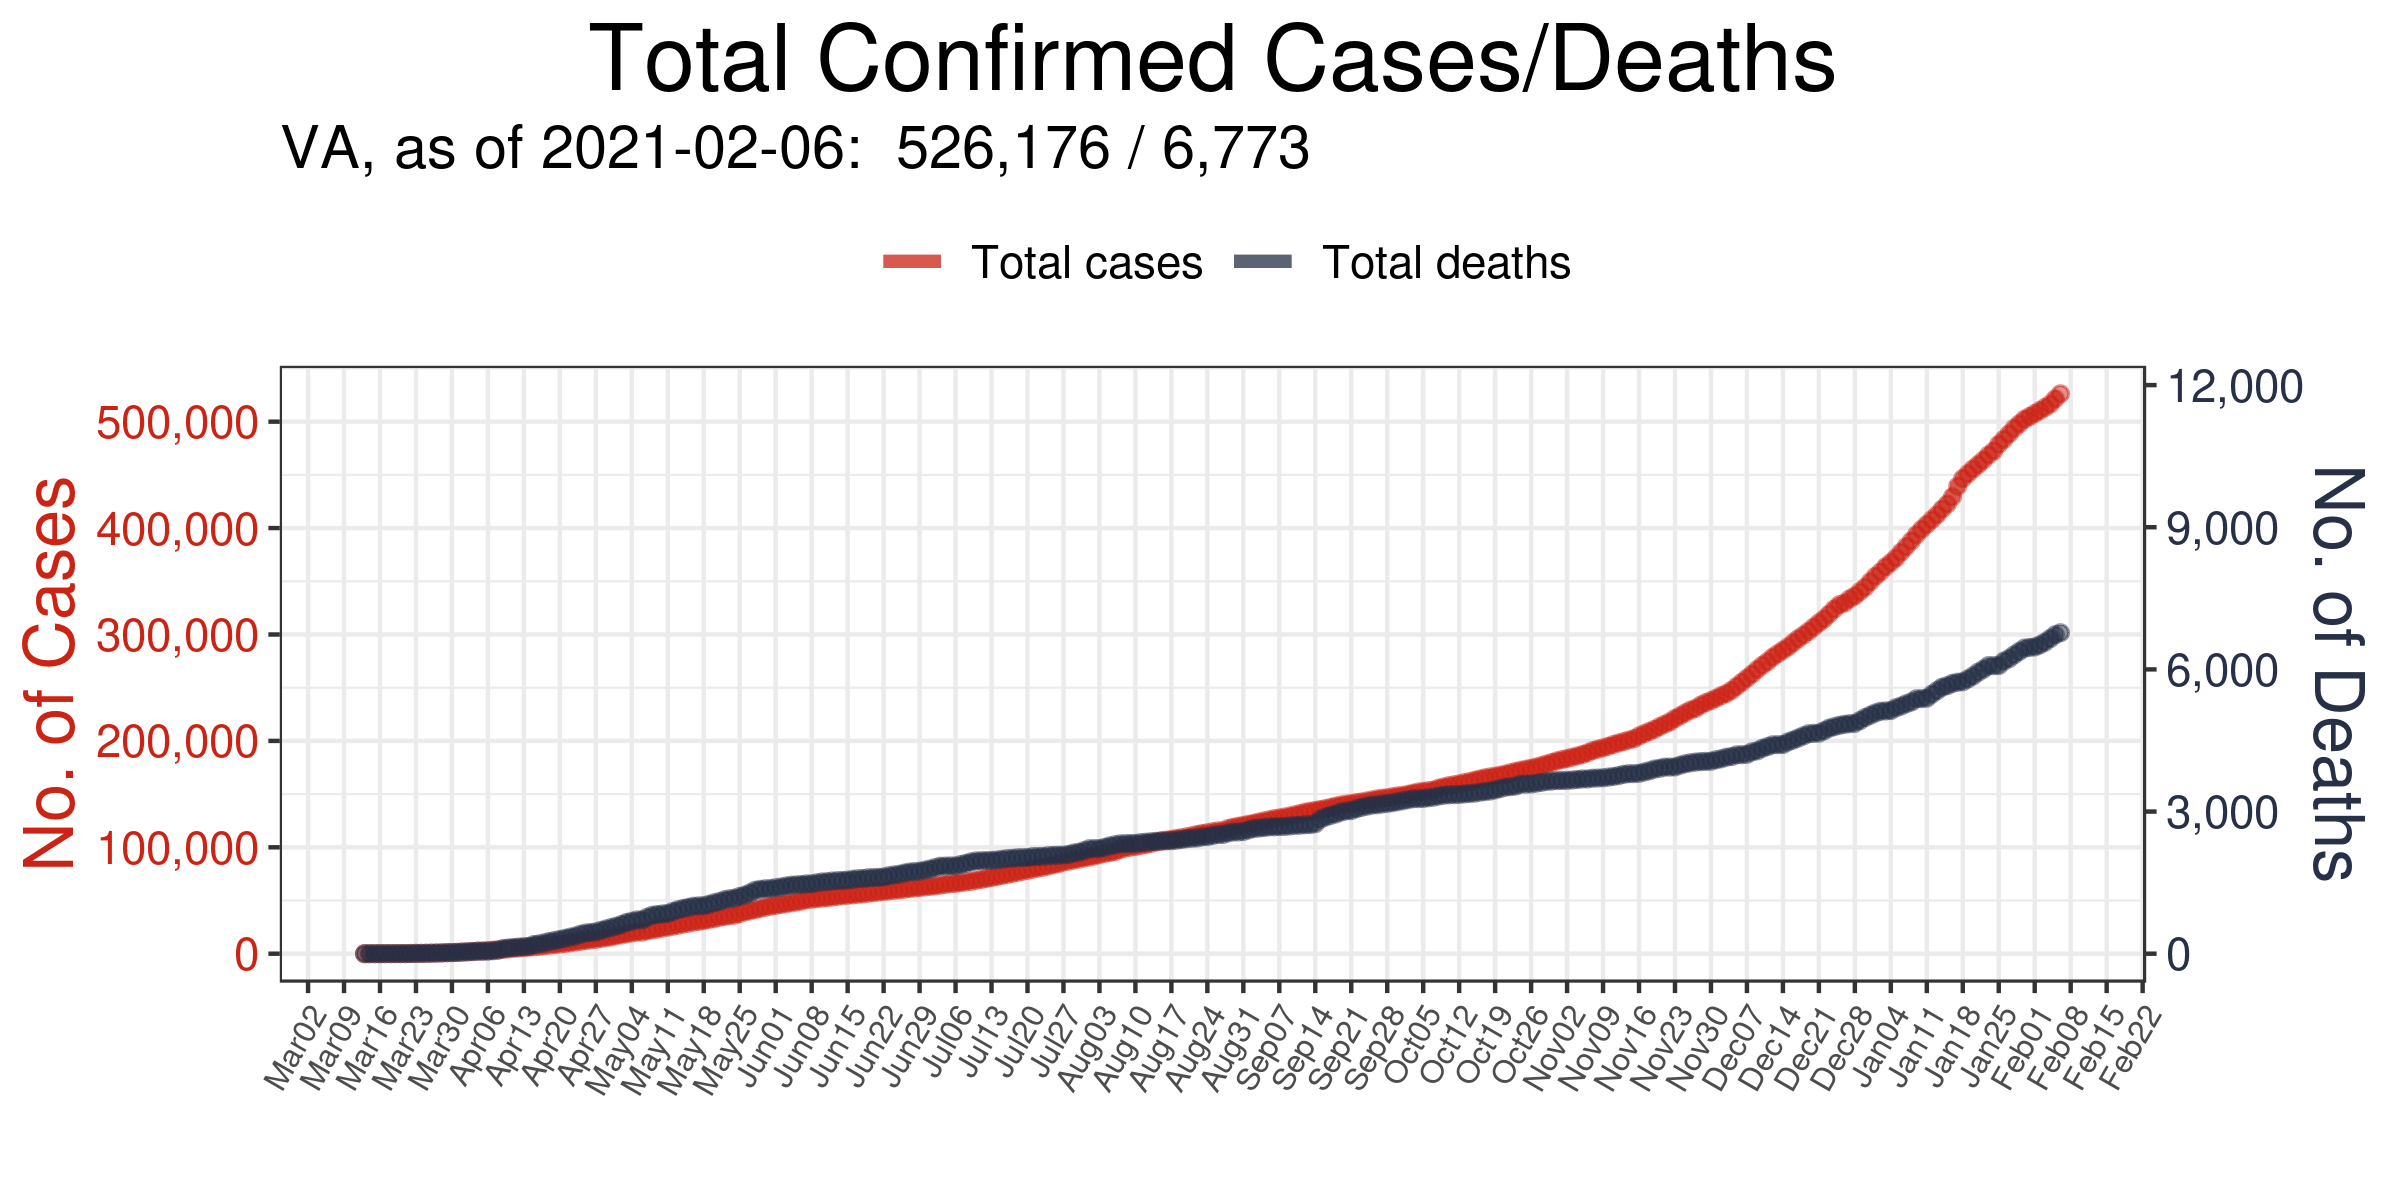 Total Confirmed Cases/Deaths
VA, as of 2021-02-06:  526,176 / 6,773
Total cases
Total deaths
No. of Cases
500,000
400,000
300,000
200,000
100,000
0
12,000
9,000
6,000
3,000
0
No. of Deaths
Mar02
Mar09
Mar16
Mar23
Mar30
Apr06
Apr13
Apr20
Apr27
May04
May11
May18
May25
Jun01
Jun08
Jun15
Jun22
Jun29
Jul06
Jul13
Jul20
Jul27
Aug03
Aug10
Aug17
Aug24
Aug31
Sep07
Sep14
Sep21
Sep28
Oct05
Oct12
Oct19
Oct26
Nov02
Nov09
Nov16
Nov23
Nov30
Dec07
Dec14
Dec21
Dec28
Jan04
Jan11
Jan18
Jan25
Feb01
Feb08
Feb15
Feb22